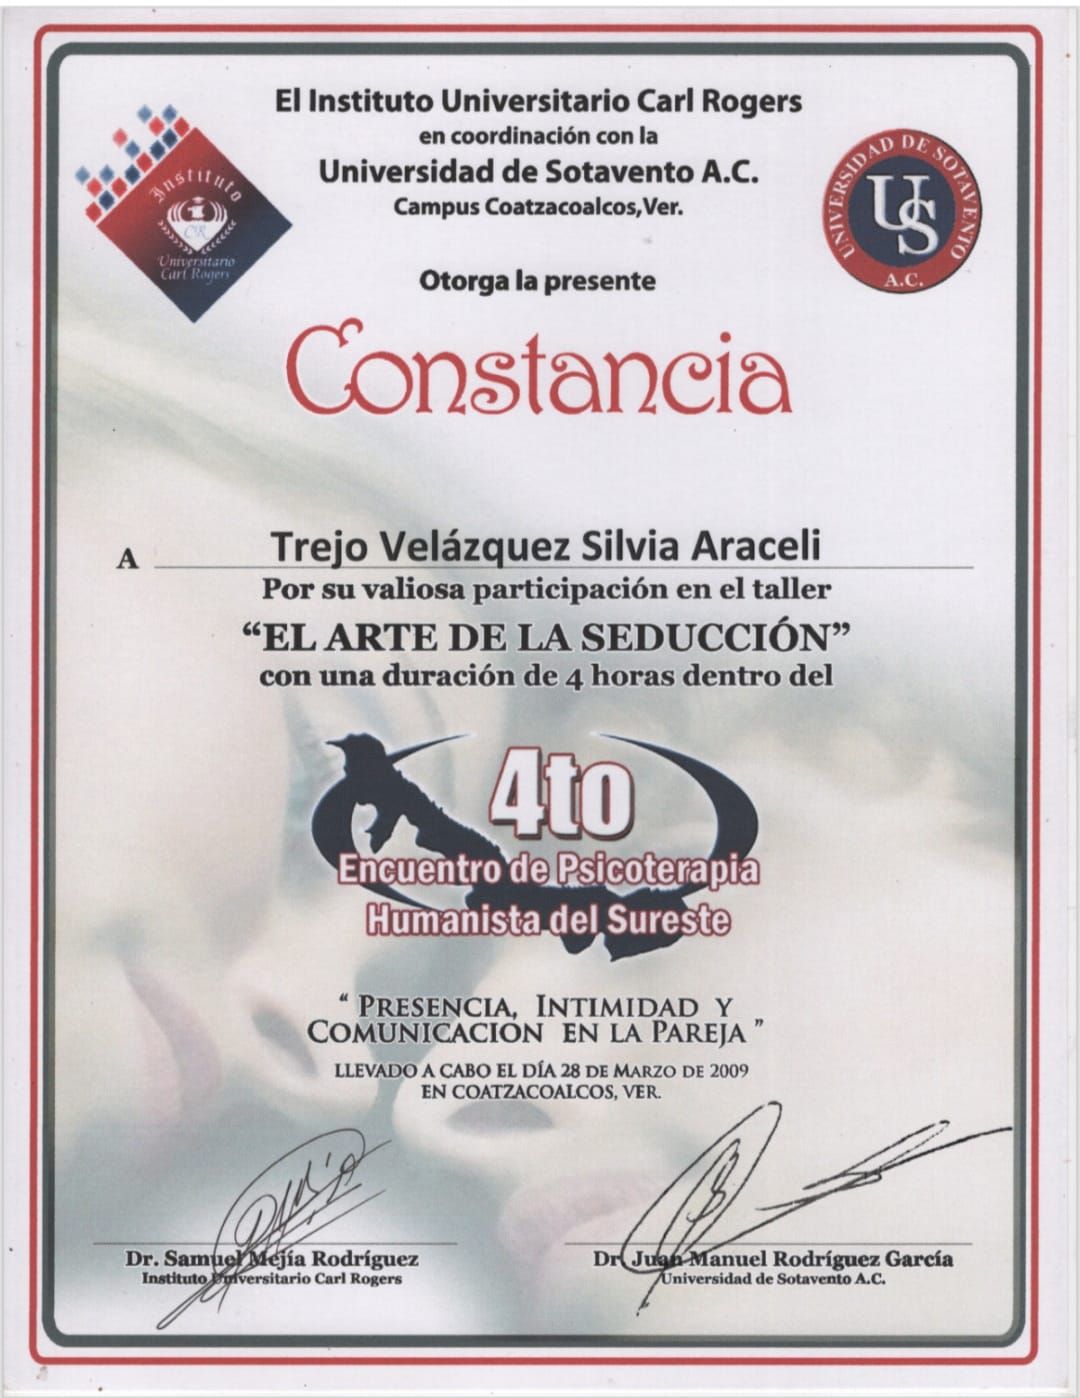 El Instituto Universitario Carl Rogers
en coordinación con la
Universidad de Sotavento A.C.
Campus Coatzacoalcos,Ver.
Instituto
CR
Universitario
Carl Rogers
UNIVERSIDAD DE SOTAVENTO
US
A.C.
Otorga la presente
Constancia
A Trejo Velázquez Silvia Araceli
Por su valiosa participación en el taller
“EL ARTE DE LA SEDUCCIÓN”
con una duración de 4 horas dentro del
4to
Encuentro de Psicoterapia
Humanista del Sureste
“ PRESENCIA, INTIMIDAD Y
COMUNICACION EN LA PAREJA ”
LLEVADO A CABO EL DÍA 28 DE MARZO DE 2009
EN COATZACOALCOS, VER.
Dr. Samuel Mejía Rodríguez
Instituto Universitario Carl Rogers
Dr. Juan Manuel Rodríguez García
Universidad de Sotavento A.C.